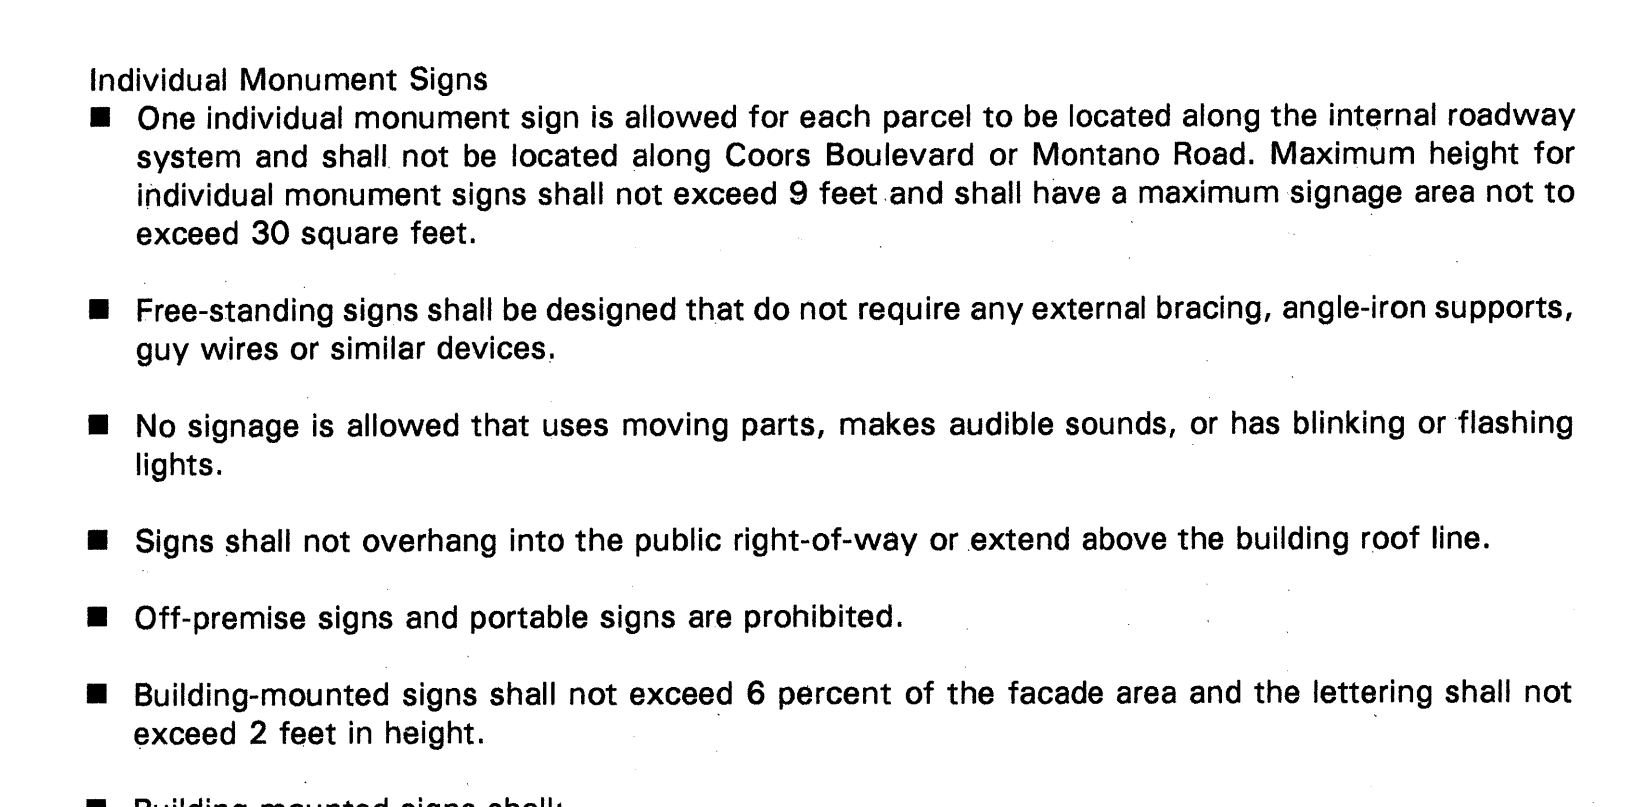 Individual Monument Signs
■ One individual monument sign is allowed for each parcel to be located along the internal roadway
system and shall not be located along Coors Boulevard or Montano Road. Maximum height for
individual monument signs shall not exceed 9 feet and shall have a maximum signage area not to
exceed 30 square feet.
■ Free-standing signs shall be designed that do not require any external bracing, angle-iron supports,
guy wires or similar devices.
■ No signage is allowed that uses moving parts, makes audible sounds, or has blinking or flashing
lights.
■ Signs shall not overhang into the public right-of-way or extend above the building roof line.
■ Off-premise signs and portable signs are prohibited.
■ Building-mounted signs shall not exceed 6 percent of the facade area and the lettering shall not
exceed 2 feet in height.
■ Building-mounted signs shall: